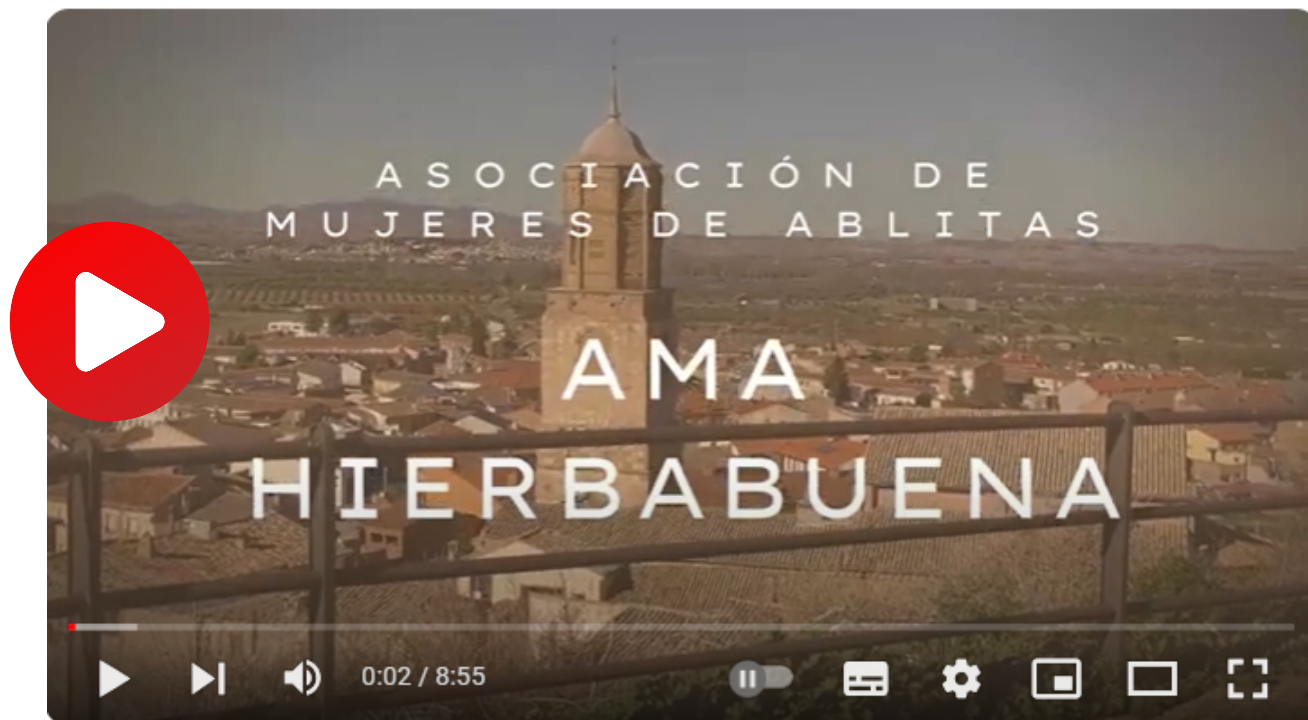 ASOCIACIÓN DE
MUJERES DE ABLITAS
AMA
HIERBABUENA
0:02 / 8:55